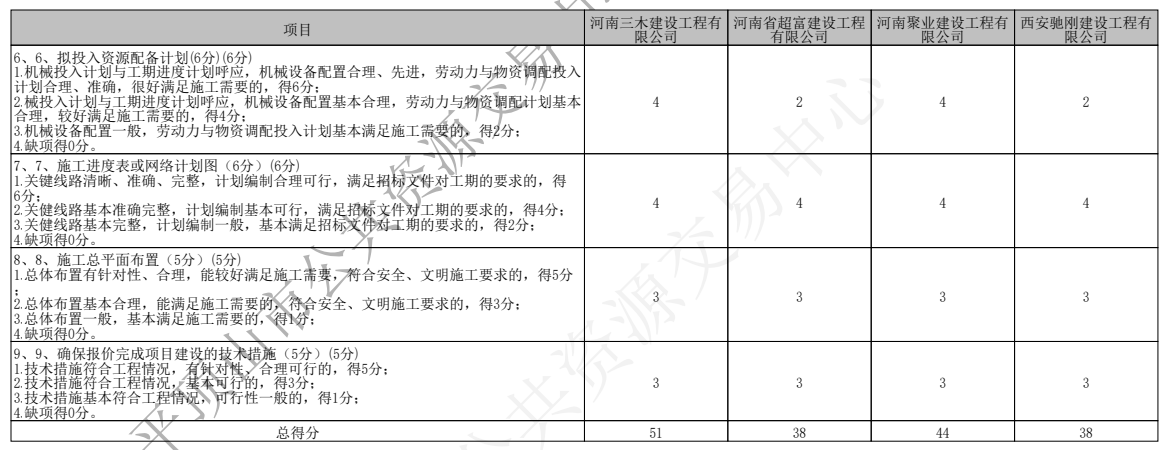 项目
河南三木建设工程有限公司
河南省超富建设工程有限公司
河南聚业建设工程有限公司
西安驰刚建设工程有限公司
6、6、拟投入资源配备计划(6分)(6分)
1.机械投入计划与工期进度计划呼应，机械设备配置合理、先进，劳动力与物资调配投入
计划合理、准确，很好满足施工需要的，得6分；
2.械投入计划与工期进度计划呼应，机械设备配置基本合理，劳动力与物资调配计划基本
合理，较好满足施工需要的，得4分；
3.机械设备配置一般，劳动力与物资调配投入计划基本满足施工需要的，得2分；
4.缺项得0分。
4 2 4 2
7、7、施工进度表或网络计划图（6分）(6分)
1.关键线路清晰、准确、完整，计划编制合理可行，满足招标文件对工期的要求的，得
6分；
2.关健线路基本准确完整，计划编制基本可行，满足招标文件对工期的要求的，得4分；
3.关健线路基本完整，计划编制一般，基本满足招标文件对工期的要求的，得2分；
4.缺项得0分。
4 4 4 4
8、8、施工总平面布置（5分）(5分)
1.总体布置有针对性、合理，能较好满足施工需要，符合安全、文明施工要求的，得5分
；
2.总体布置基本合理，能满足施工需要的，符合安全、文明施工要求的，得3分；
3.总体布置一般，基本满足施工需要的，得1分；
4.缺项得0分。
3 3 3 3
9、9、确保报价完成项目建设的技术措施（5分）(5分)
1.技术措施符合工程情况，有针对性、合理可行的，得5分；
2.技术措施符合工程情况，基本可行的，得3分；
3.技术措施基本符合工程情况，可行性一般的，得1分；
4.缺项得0分。
3 3 3 3
总得分 51 38 44 38
平顶山市公共资源交易中心
公共资源交易中心